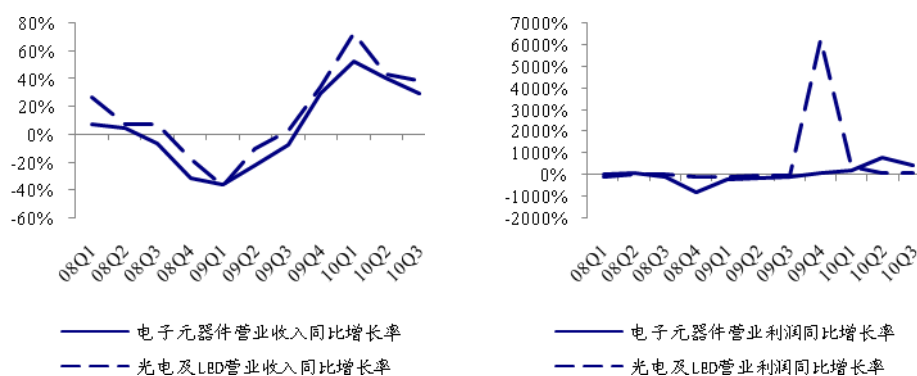 80%
60%
40%
20%
0%
-20%
-40%
-60%
08Q1
08Q2
08Q3
08Q4
09Q1
09Q2
09Q3
09Q4
10Q1
10Q2
10Q3
电子元器件营业收入同比增长率
光电及LED营业收入同比增长率
7000%
6000%
5000%
4000%
3000%
2000%
1000%
0%
-1000%
-2000%
08Q1
08Q2
08Q3
08Q4
09Q1
09Q2
09Q3
09Q4
10Q1
10Q2
10Q3
电子元器件营业利润同比增长率
光电及LED营业利润同比增长率